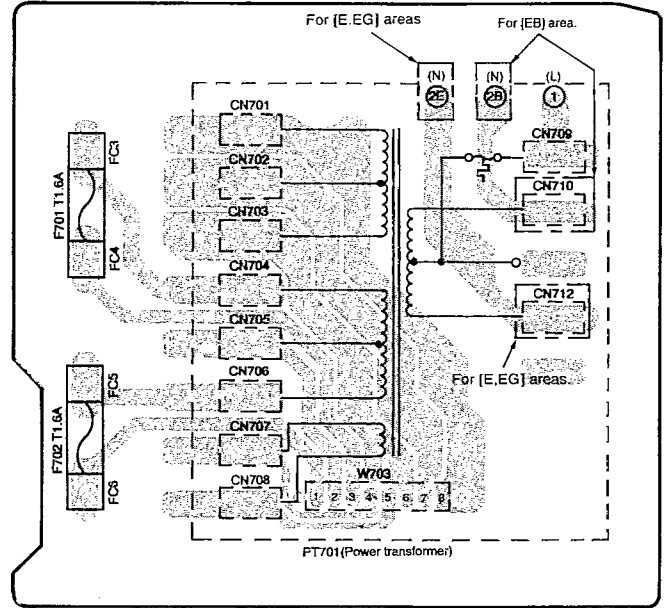 For [E.EG] areas
For [EB] area.
(N)
(N)
(L)
2E
2B
1
CN701
CN709
FC3
CN702
CN710
F701 T1.6A
CN703
FC4
CN704
CN712
CN705
FC5
CN706
For [E,EG] areas.
F702 T1.6A
CN707
CN708
W703
FC6
1 2 3 4 5 6 7 8
PT701(Power transformer)